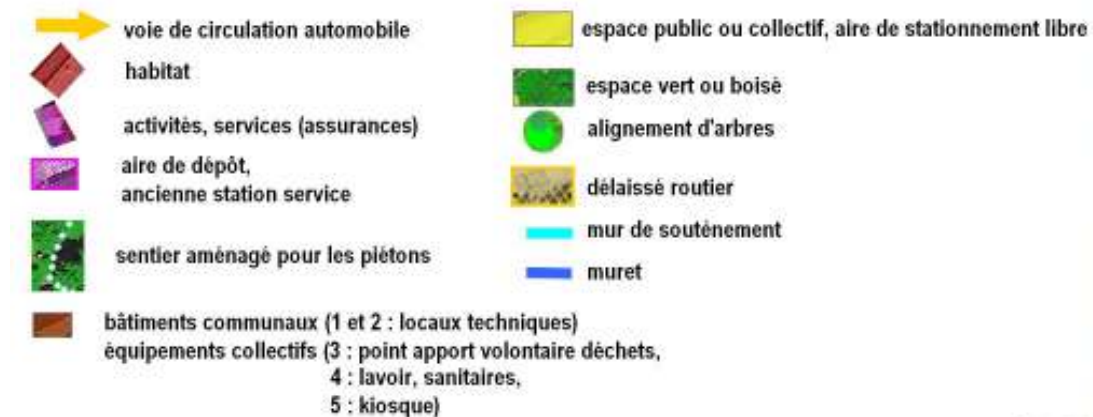 voie de circulation automobile
habitat
activités, services (assurances)
aire de dépôt,
ancienne station service
sentier aménagé pour les piétons
bâtiments communaux (1 et 2 : locaux techniques)
équipements collectifs (3 : point apport volontaire déchets,
4 : lavoir, sanitaires,
5 : kiosque)
espace public ou collectif, aire de stationnement libre
espace vert ou boisé
alignement d'arbres
délaissé routier
mur de soutènement
muret